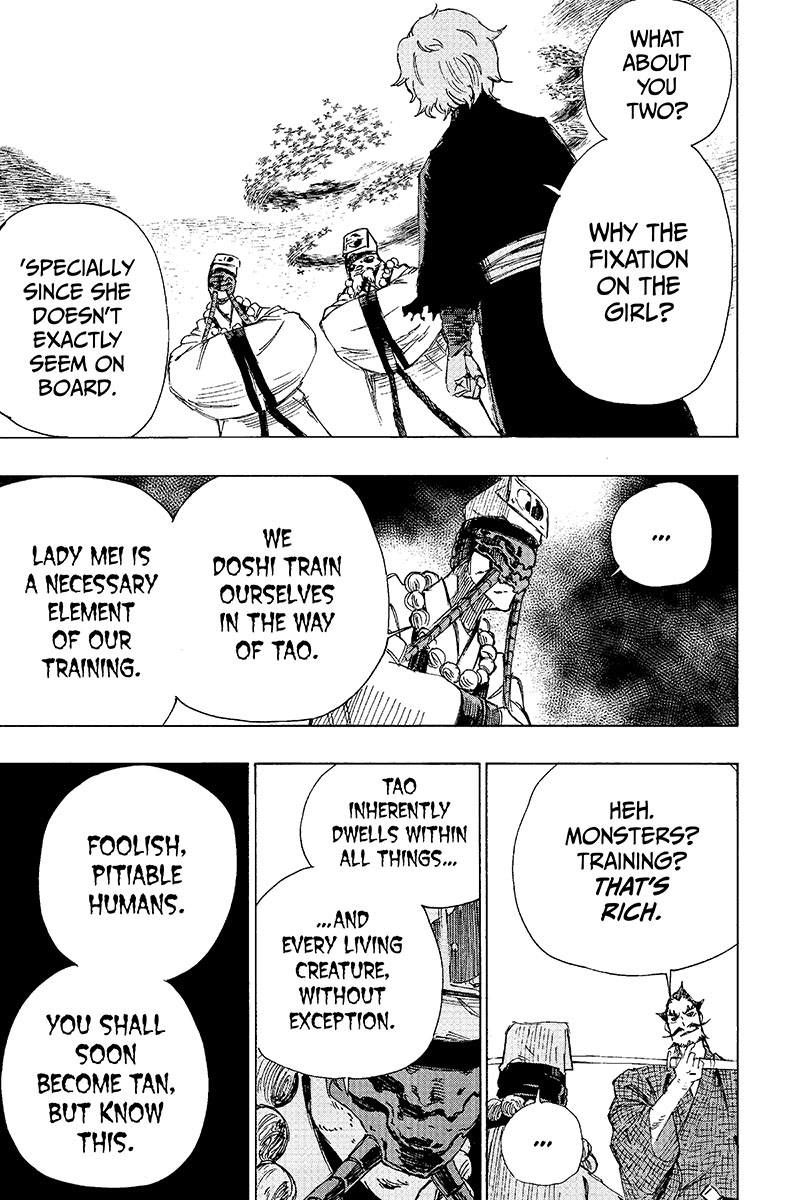 WHAT
ABOUT
YOU
TWO?
WHY THE
FIXATION
ON THE
GIRL?
'SPECIALLY
SINCE SHE
DOESN'T
EXACTLY
SEEM ON
BOARD.
...
WE
DOSHI TRAIN
OURSELVES
IN THE WAY
OF TAO.
LADY MEI IS
A NECESSARY
ELEMENT
OF OUR
TRAINING.
HEH.
MONSTERS?
TRAINING?
THAT'S
RICH.
...
TAO
INHERENTLY
DWELLS WITHIN
ALL THINGS...
...AND
EVERY LIVING
CREATURE,
WITHOUT
EXCEPTION.
FOOLISH,
PITIABLE
HUMANS.
YOU SHALL
SOON
BECOME TAN,
BUT KNOW
THIS.